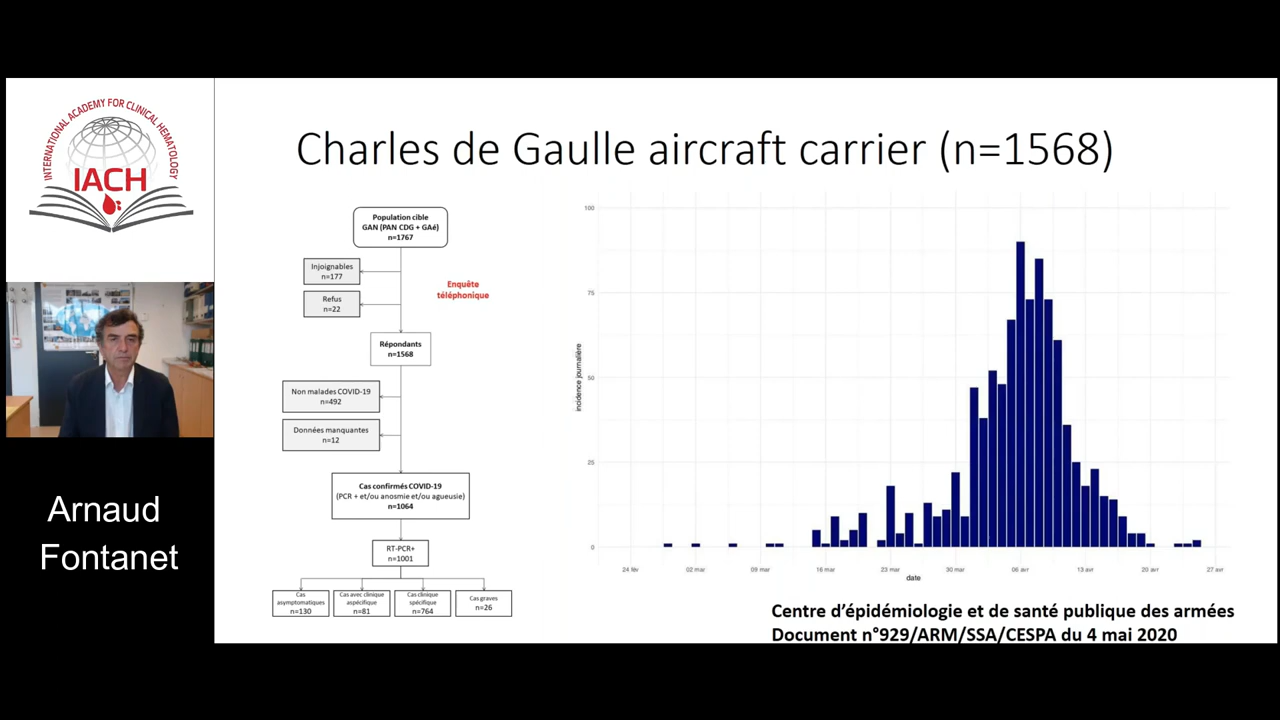 INTERNATIONAL ACADEMY FOR CLINICAL HEMATOLOGY
IACH
Arnaud
Fontanet
Charles de Gaulle aircraft carrier (n=1568)
Population cible
GAN (PAN CDG + GAé)
n=1767
Injoignables
n=177
Enquête
téléphonique
Refus
n=22
Répondants
n=1568
Non malades COVID-19
n=492
Données manquantes
n=12
Cas confirmés COVID-19
(PCR + et/ou anosmie et/ou agueusie)
n=1064
RT-PCR+
n=1001
Cas
asymptomatiques
n=130
Cas avec clinique
aspécifique
n=81
Cas clinique
spécifique
n=764
Cas graves
n=26
incidence journalière
100
75
50
25
0
24 fév
02 mar
09 mar
16 mar
23 mar
30 mar
06 avr
13 avr
20 avr
27 avr
date
Centre d'épidémiologie et de santé publique des armées
Document n°929/ARM/SSA/CESPA du 4 mai 2020